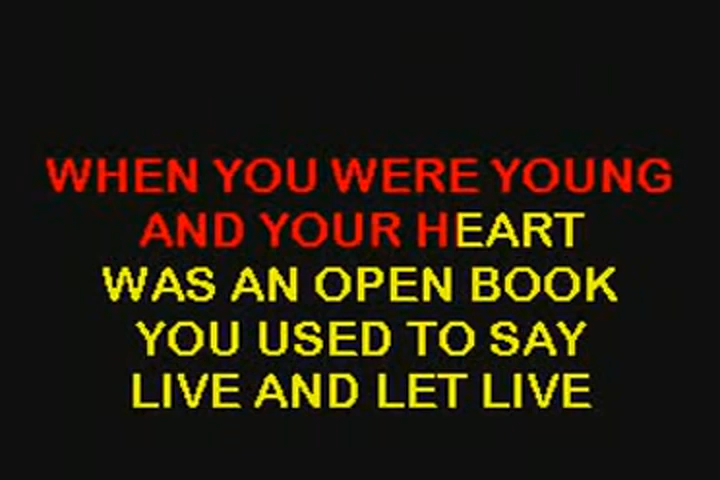 WHEN YOU WERE YOUNG
AND YOUR HEART
WAS AN OPEN BOOK
YOU USED TO SAY
LIVE AND LET LIVE